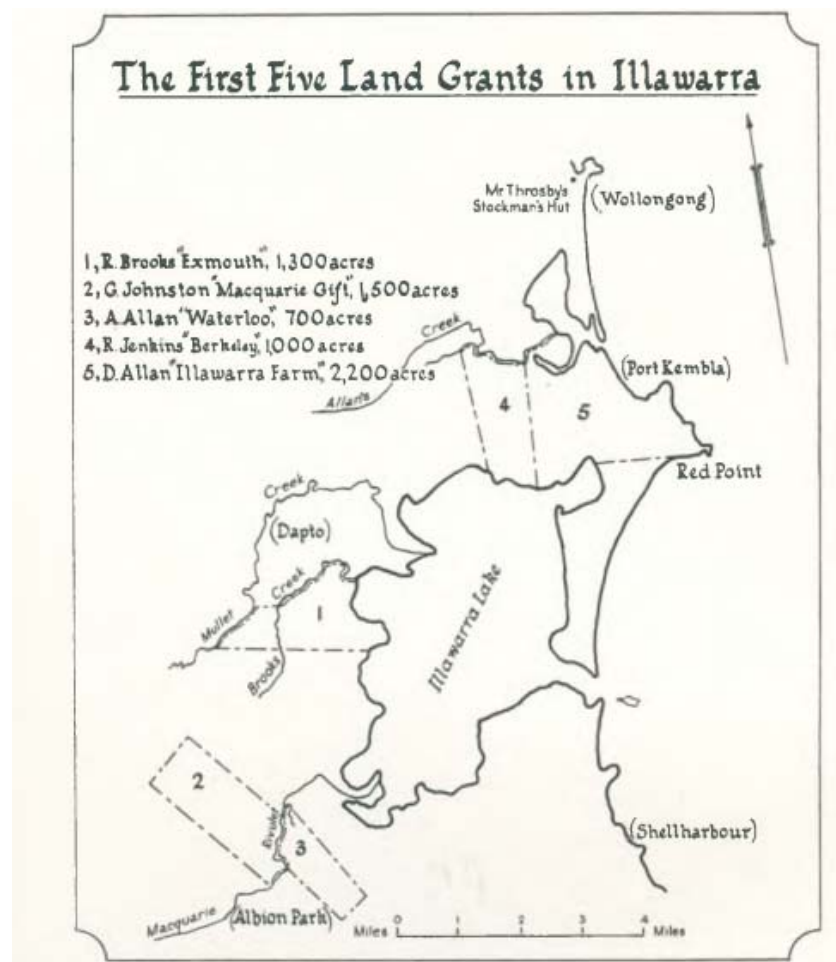 The First Five Land Grants in Illawarra
Mr Throsby's
Stockman's Hut
(Wollongong)
1, R. Brooks "Exmouth", 1,300 acres
2, G. Johnston "Macquarie Gift", 1,500 acres
3, A. Allan "Waterloo," 700 acres
4, R. Jenkins "Berkeley," 1,000 acres
5, D. Allan "Illawarra Farm," 2,200 acres
Creek
(Port Kembla)
Allan's
4
5
Red Point
Creek
(Dapto)
Creek
1
Mullet
Brooks
Illawarra Lake
2
Rivulet
3
(Shellharbour)
Macquarie
(Albion Park)
Miles 0 1 2 3 4 Miles